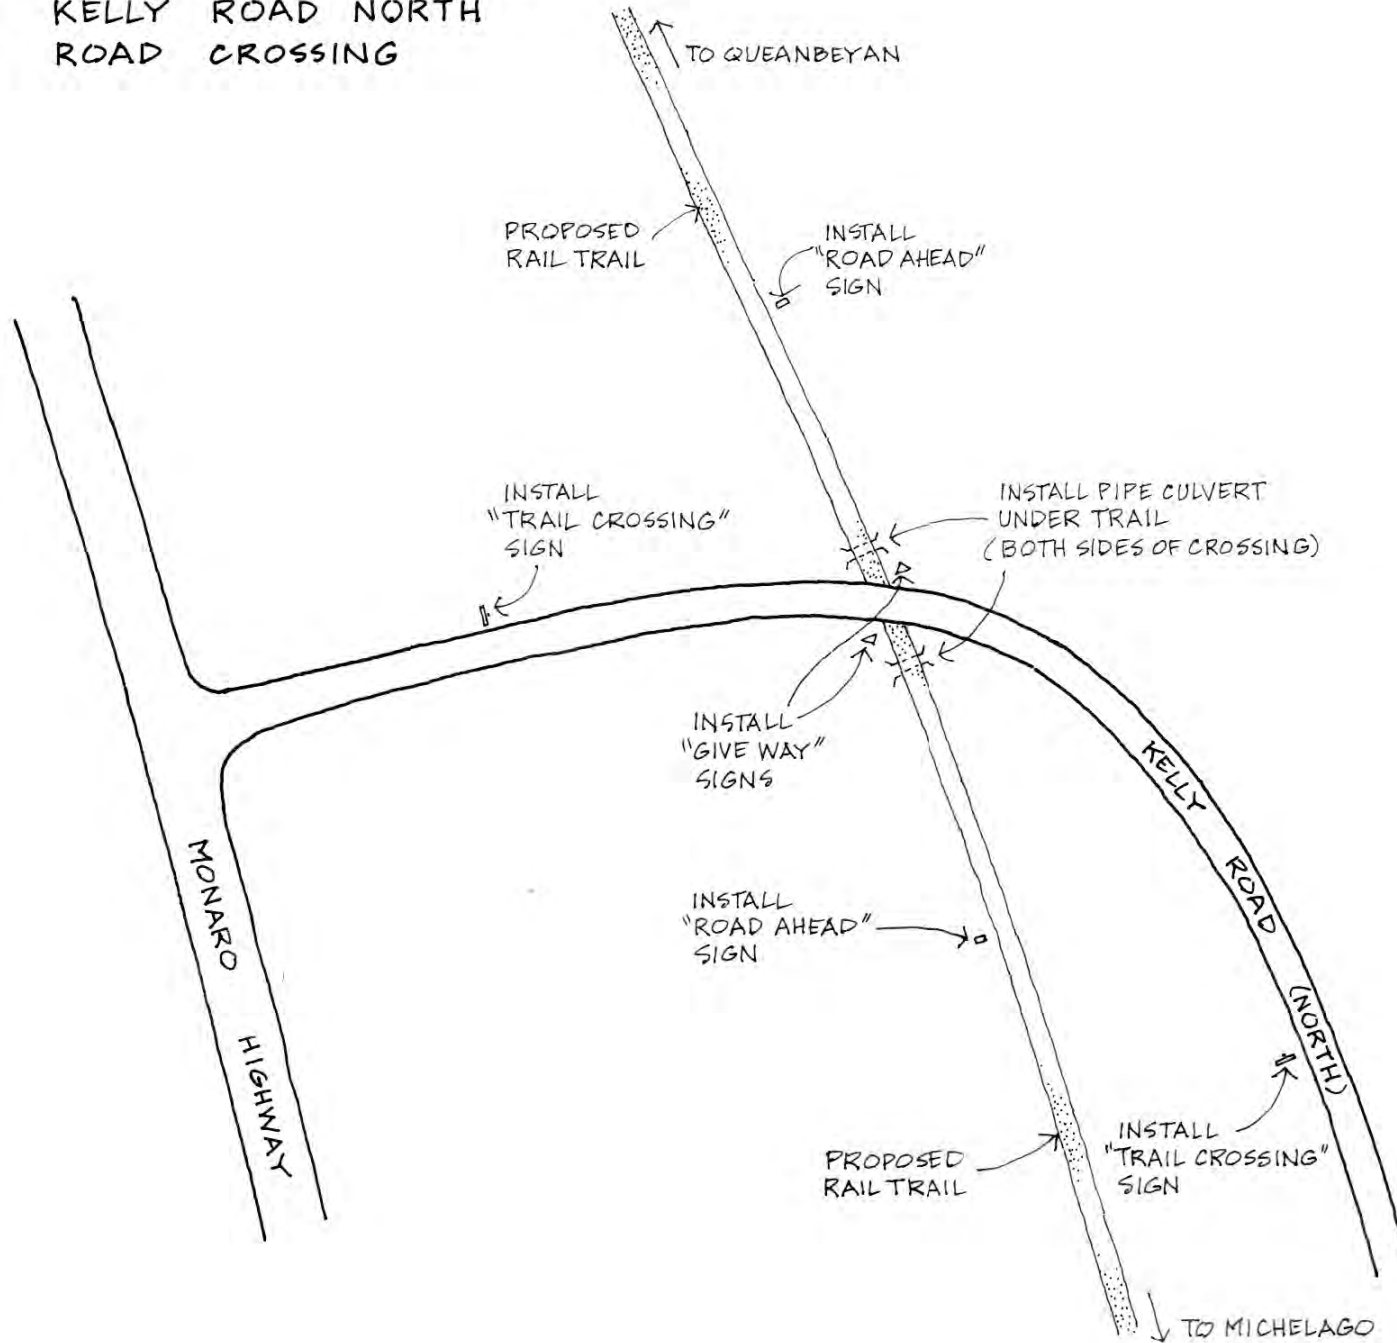 KELLY ROAD NORTH
ROAD CROSSING
TO QUEANBEYAN
PROPOSED
RAIL TRAIL
INSTALL
"ROAD AHEAD"
SIGN
INSTALL
"TRAIL CROSSING"
SIGN
INSTALL PIPE CULVERT
UNDER TRAIL
(BOTH SIDES OF CROSSING)
INSTALL
"GIVE WAY"
SIGNS
KELLY ROAD (NORTH)
MONARO HIGHWAY
INSTALL
"ROAD AHEAD"
SIGN
PROPOSED
RAIL TRAIL
INSTALL
"TRAIL CROSSING"
SIGN
TO MICHELAGO